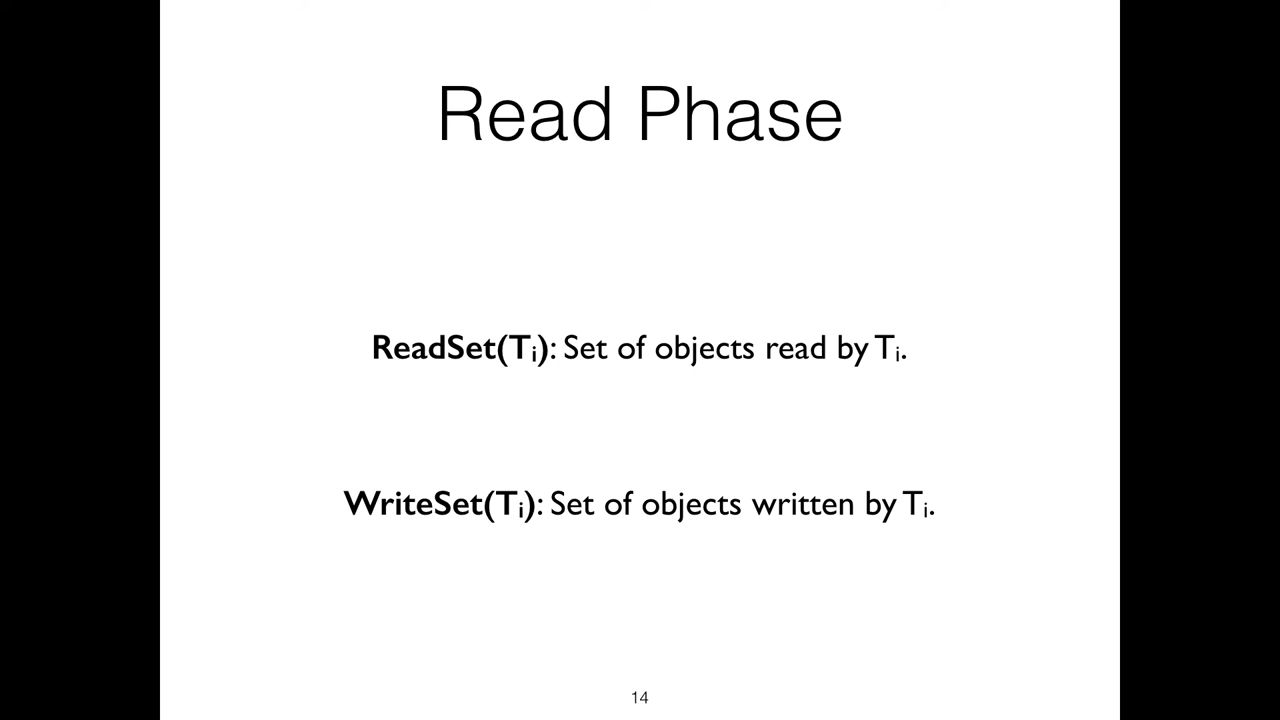 Read Phase
ReadSet(Tᵢ): Set of objects read by Tᵢ.
WriteSet(Tᵢ): Set of objects written by Tᵢ.
14